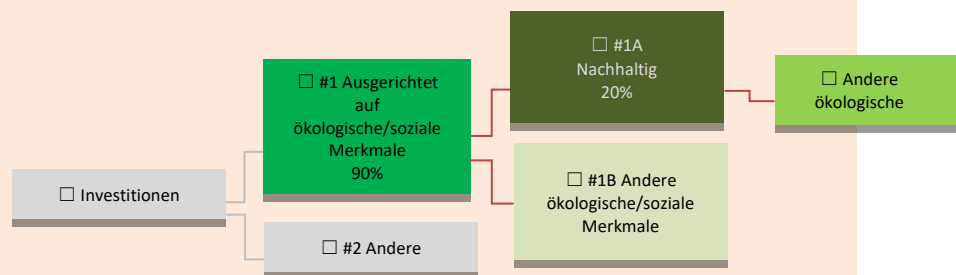 ☐ Investitionen
☐ #1 Ausgerichtet
auf
ökologische/soziale
Merkmale
90%
☐ #2 Andere
☐ #1A
Nachhaltig
20%
☐ #1B Andere
ökologische/soziale
Merkmale
☐ Andere
ökologische